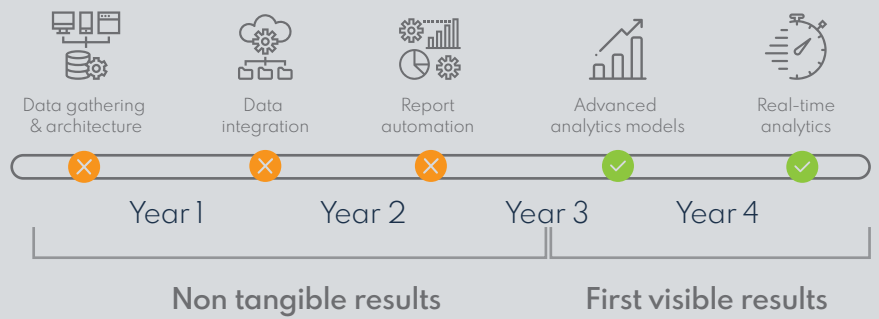 Data gathering
& architecture
Data
integration
Report
automation
Advanced
analytics models
Real-time
analytics
Year 1
Year 2
Year 3
Year 4
Non tangible results
First visible results